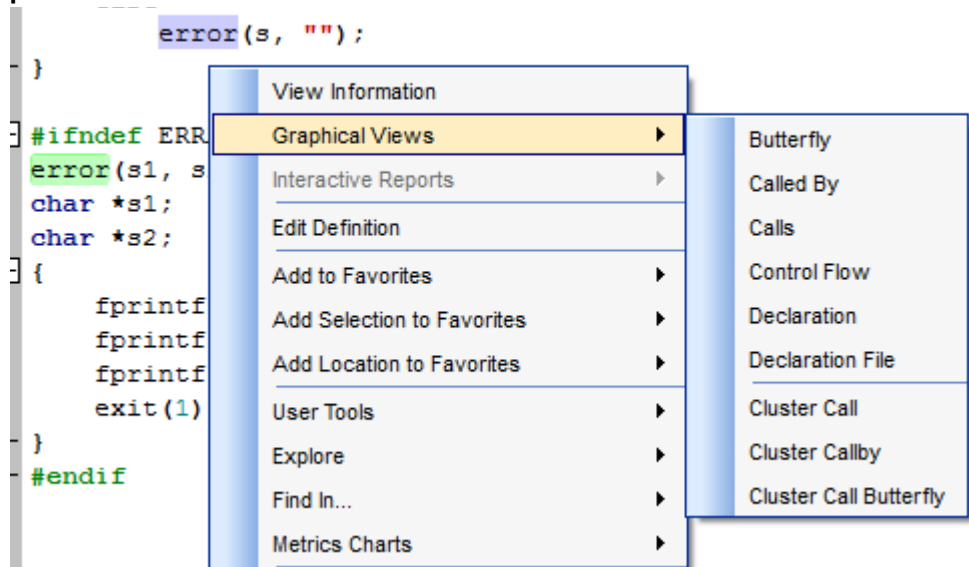 error(s, "");
}
#ifndef ERR
error(s1, s
char *s1;
char *s2;
{
fprintf
fprintf
fprintf
exit(1)
}
#endif
View Information
Graphical Views
Interactive Reports
Edit Definition
Add to Favorites
Add Selection to Favorites
Add Location to Favorites
User Tools
Explore
Find In...
Metrics Charts
Butterfly
Called By
Calls
Control Flow
Declaration
Declaration File
Cluster Call
Cluster Callby
Cluster Call Butterfly